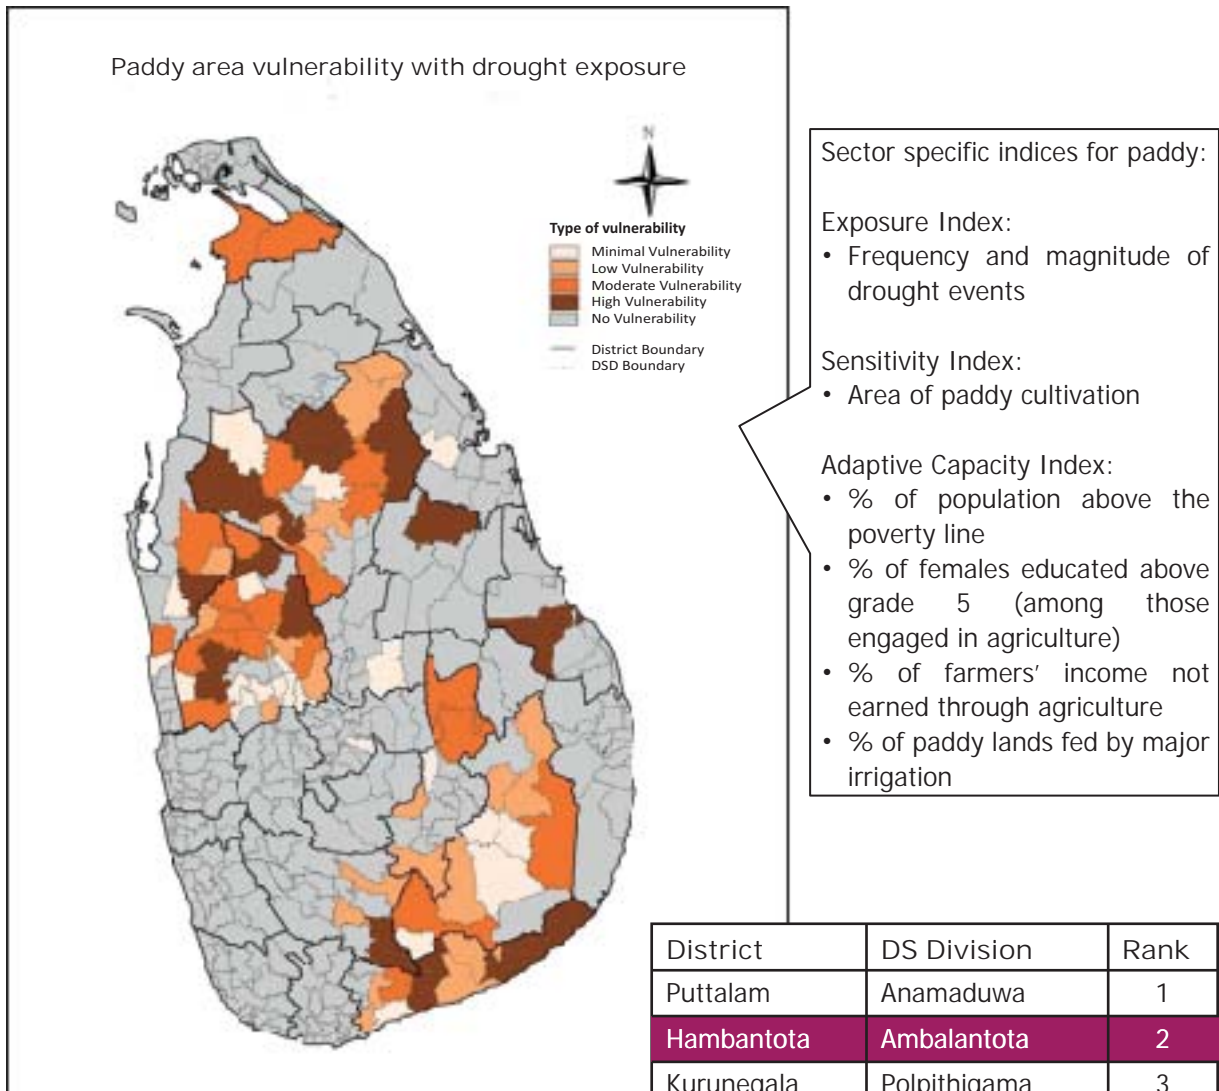 Paddy area vulnerability with drought exposure
N
Type of vulnerability
Minimal Vulnerability
Low Vulnerability
Moderate Vulnerability
High Vulnerability
No Vulnerability
District Boundary
DSD Boundary
Sector specific indices for paddy:
Exposure Index:
• Frequency and magnitude of
drought events
Sensitivity Index:
• Area of paddy cultivation
Adaptive Capacity Index:
• % of population above the
poverty line
• % of females educated above
grade 5 (among those
engaged in agriculture)
• % of farmers' income not
earned through agriculture
• % of paddy lands fed by major
irrigation
District DS Division Rank
Puttalam Anamaduwa 1
Hambantota Ambalantota 2
Kurunegala Polpithigama 3